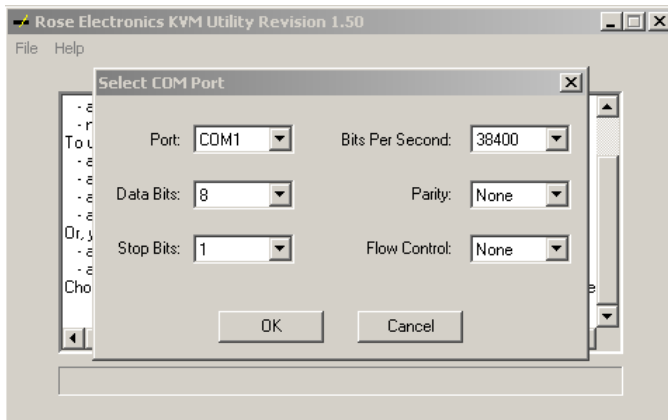 Rose Electronics KVM Utility Revision 1.50
File Help
Select COM Port
Port: COM1 Bits Per Second: 38400
Data Bits: 8 Parity: None
Stop Bits: 1 Flow Control: None
OK Cancel
To u
Or, y
Cho